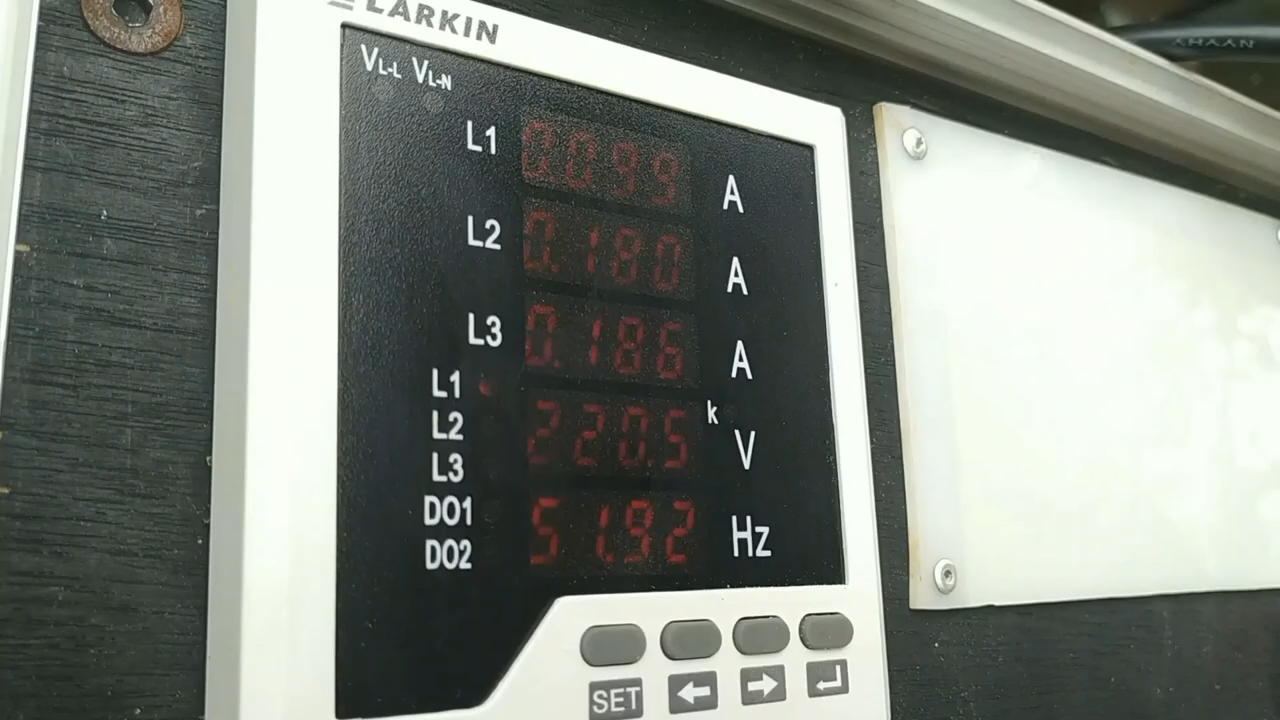 LARKIN
VL-L VL-N
L1 0.099 A
L2 0.180 A
L3 0.186 A
L1
L2 220.5 k V
L3
DO1 51.92 Hz
DO2
SET